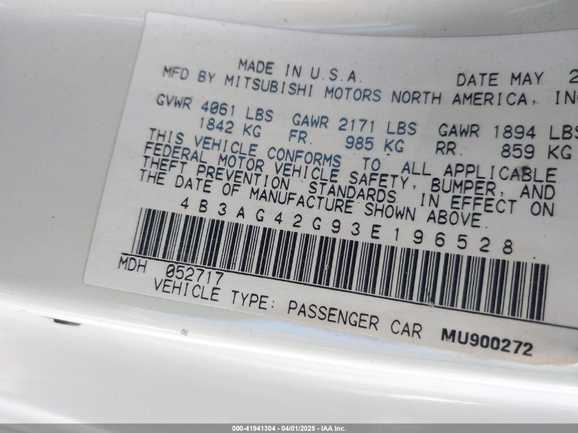 MADE IN U.S.A. DATE MAY 2
MFD BY MITSUBISHI MOTORS NORTH AMERICA, IN
GVWR 4061 LBS GAWR 2171 LBS GAWR 1894 LBS
1842 KG FR. 985 KG RR. 859 KG
THIS VEHICLE CONFORMS TO ALL APPLICABLE
FEDERAL MOTOR VEHICLE SAFETY, BUMPER, AND
THEFT PREVENTION STANDARDS IN EFFECT ON
THE DATE OF MANUFACTURE SHOWN ABOVE.
4B3AG42G93E196528
MDH 052717
VEHICLE TYPE: PASSENGER CAR MU900272
000-41941304 04/01/2025 - IAA Inc.